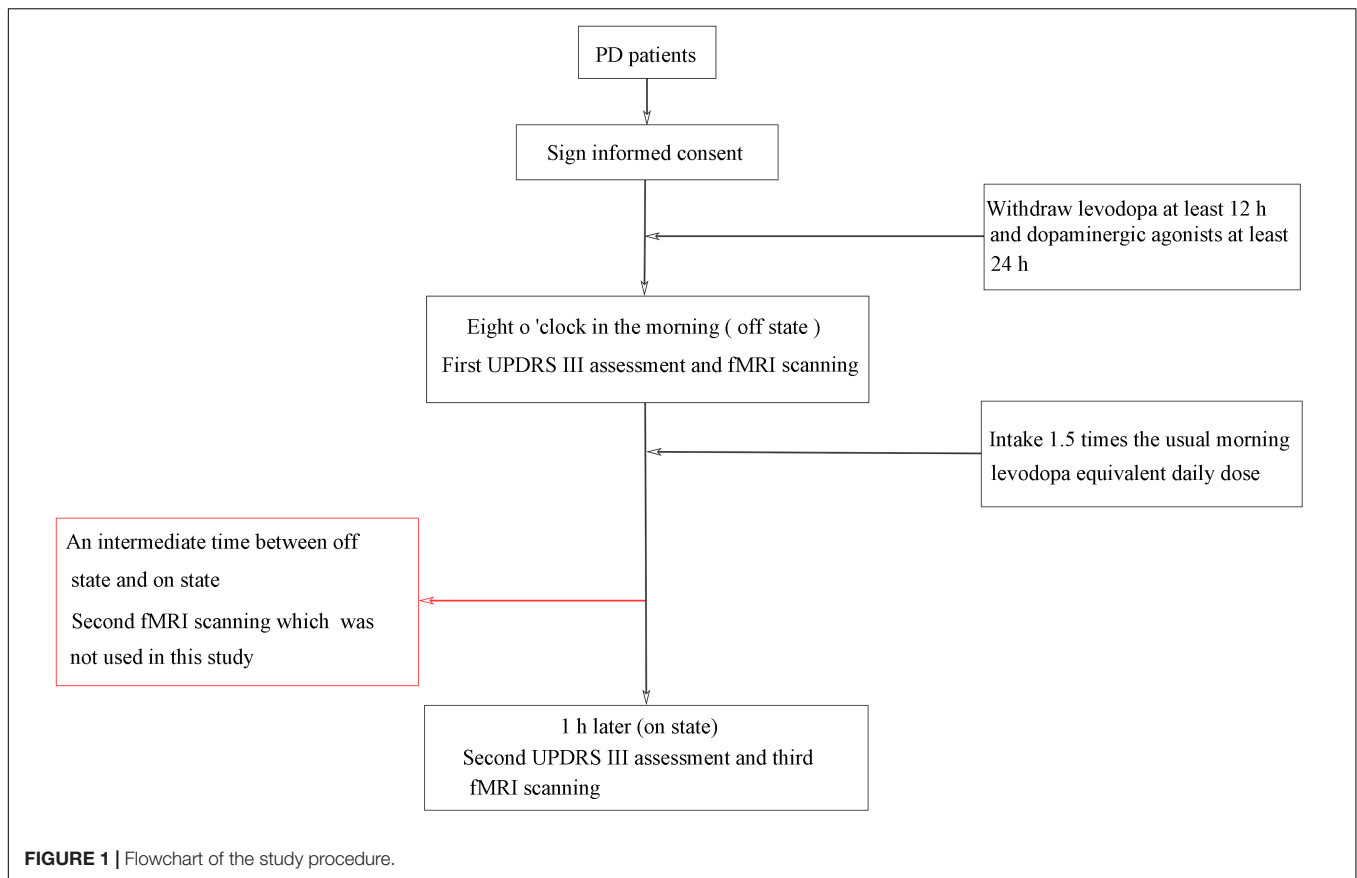 PD patients
Sign informed consent
Withdraw levodopa at least 12 h
and dopaminergic agonists at least
24 h
Eight o 'clock in the morning ( off state )
First UPDRS III assessment and fMRI scanning
Intake 1.5 times the usual morning
levodopa equivalent daily dose
An intermediate time between off
state and on state
Second fMRI scanning which was
not used in this study
1 h later (on state)
Second UPDRS III assessment and third
fMRI scanning
FIGURE 1 | Flowchart of the study procedure.